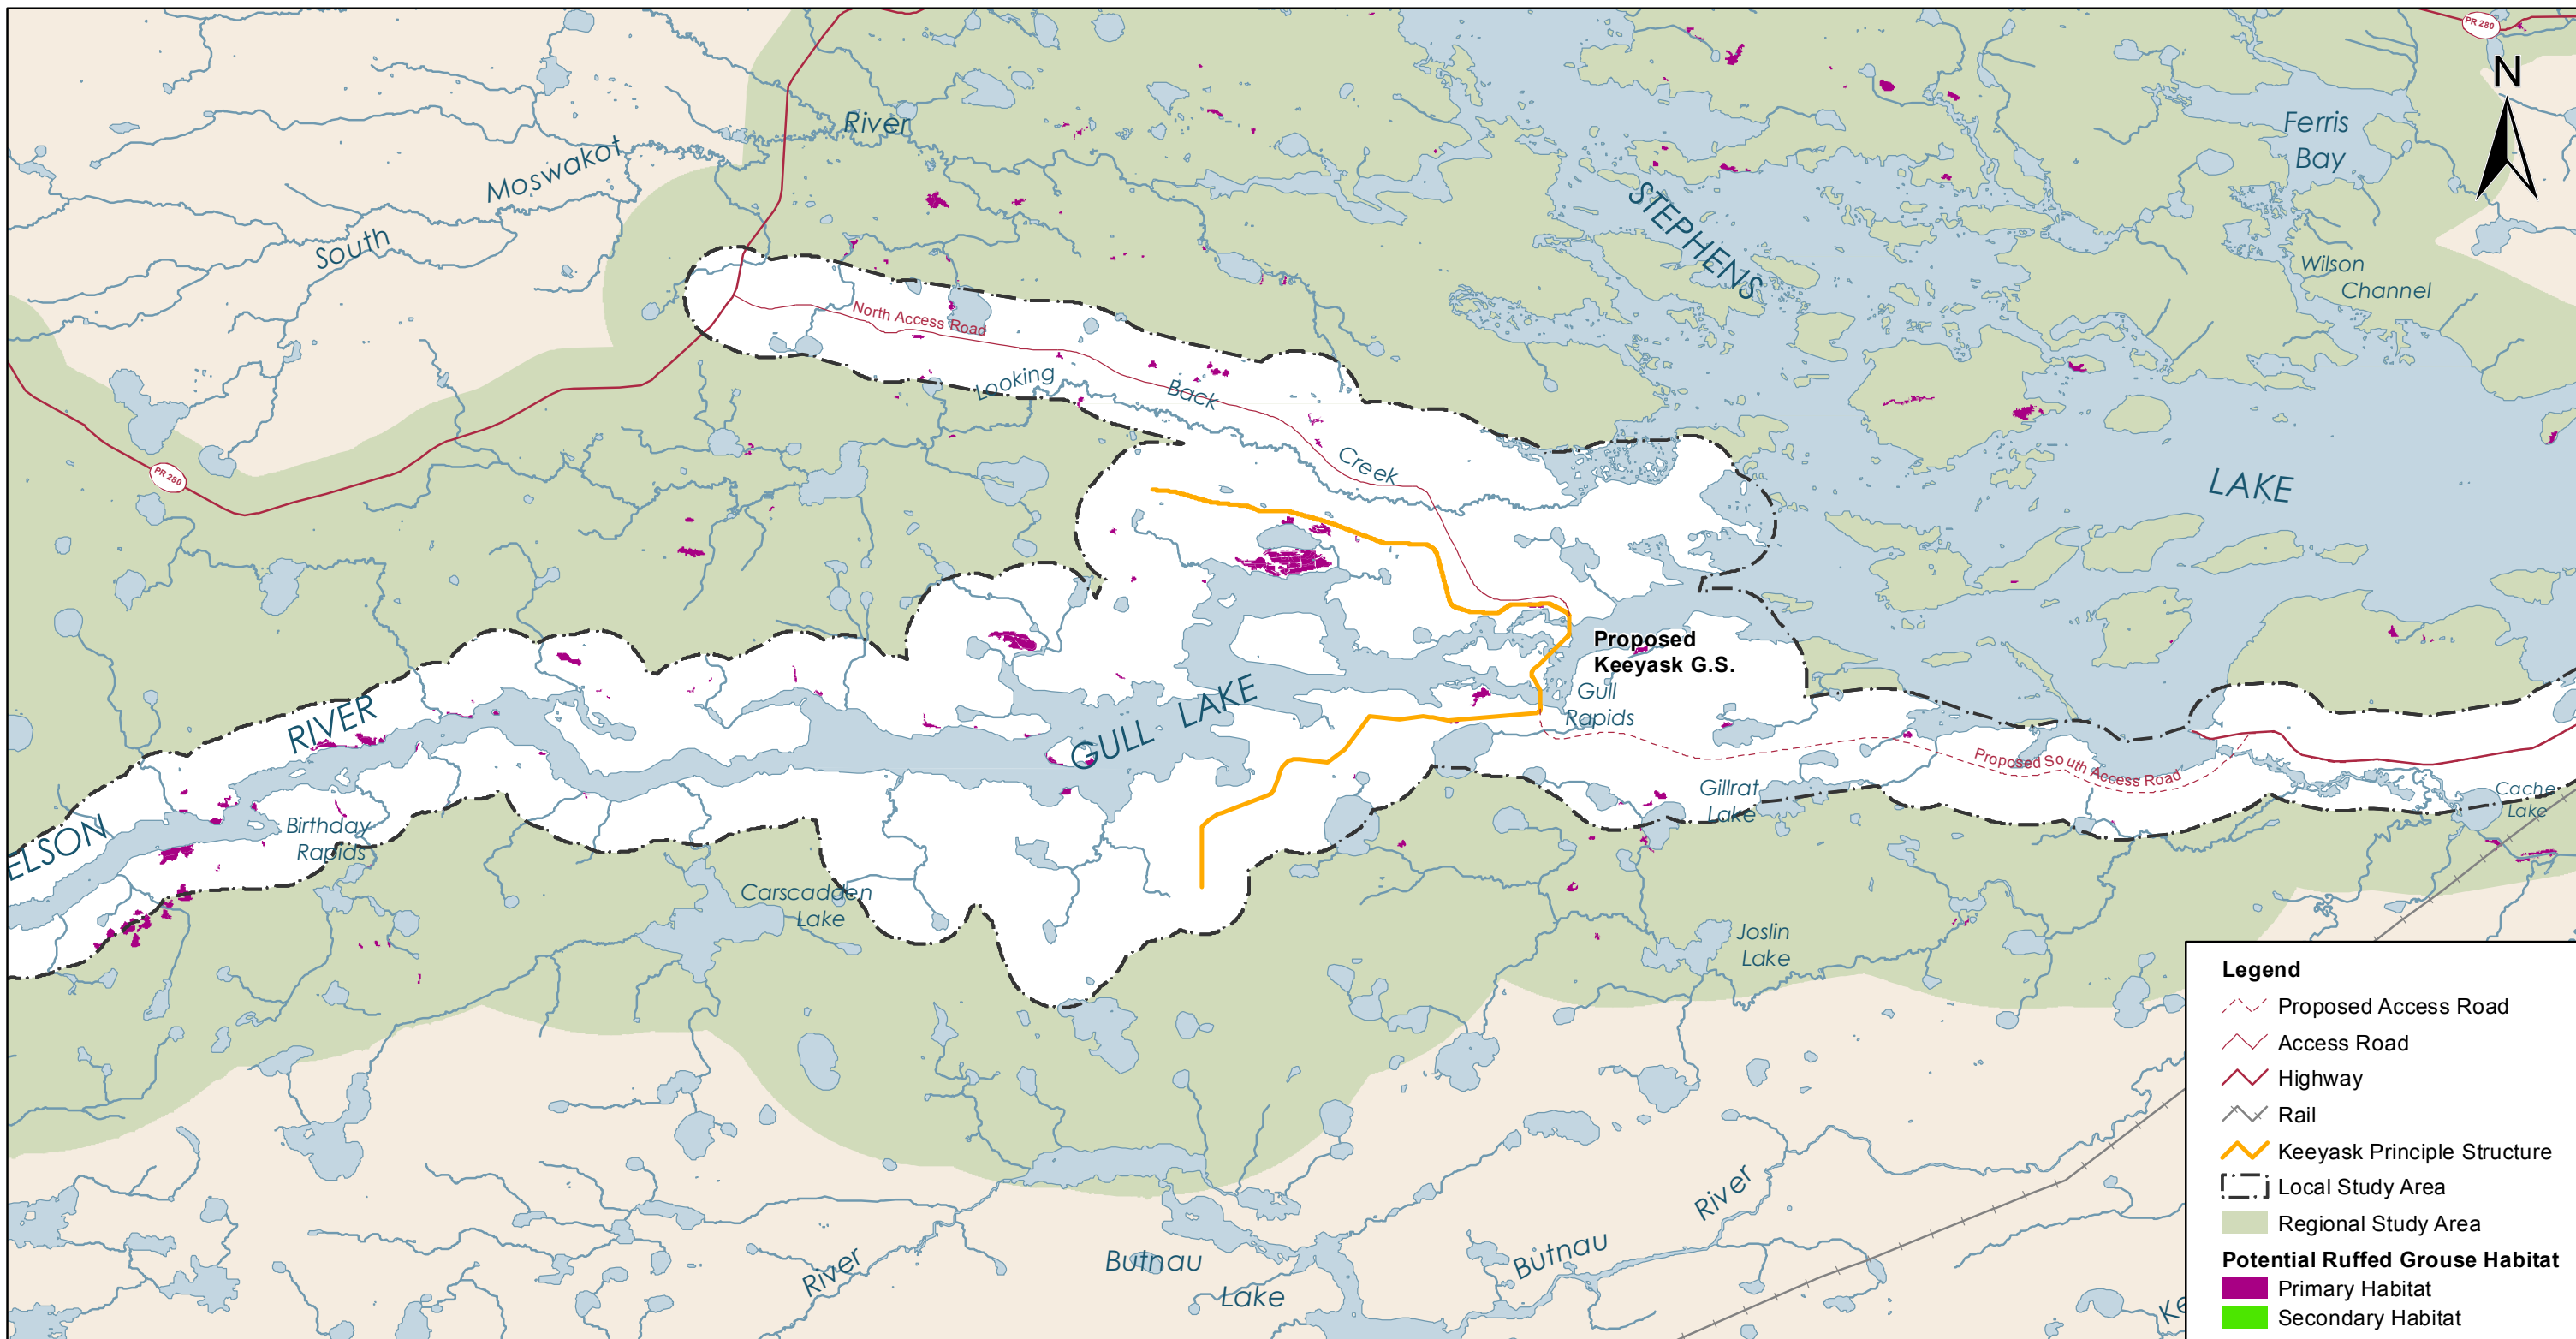 PR 280
N
Ferris
Bay
River
Moswakot
South
STEPHENS
Wilson
Channel
North Access Road
Looking
Back
Creek
PR 280
LAKE
Proposed
Keeyask G.S.
Gull
Rapids
RIVER
GULL LAKE
Proposed South Access Road
Gillrat
Lake
Cache
Lake
Birthday
Rapids
ELSON
Carscadden
Lake
Joslin
Lake
River
Butnau
River
Butnau
Lake
Ke
Legend
Proposed Access Road
Access Road
Highway
Rail
Keeyask Principle Structure
Local Study Area
Regional Study Area
Potential Ruffed Grouse Habitat
Primary Habitat
Secondary Habitat